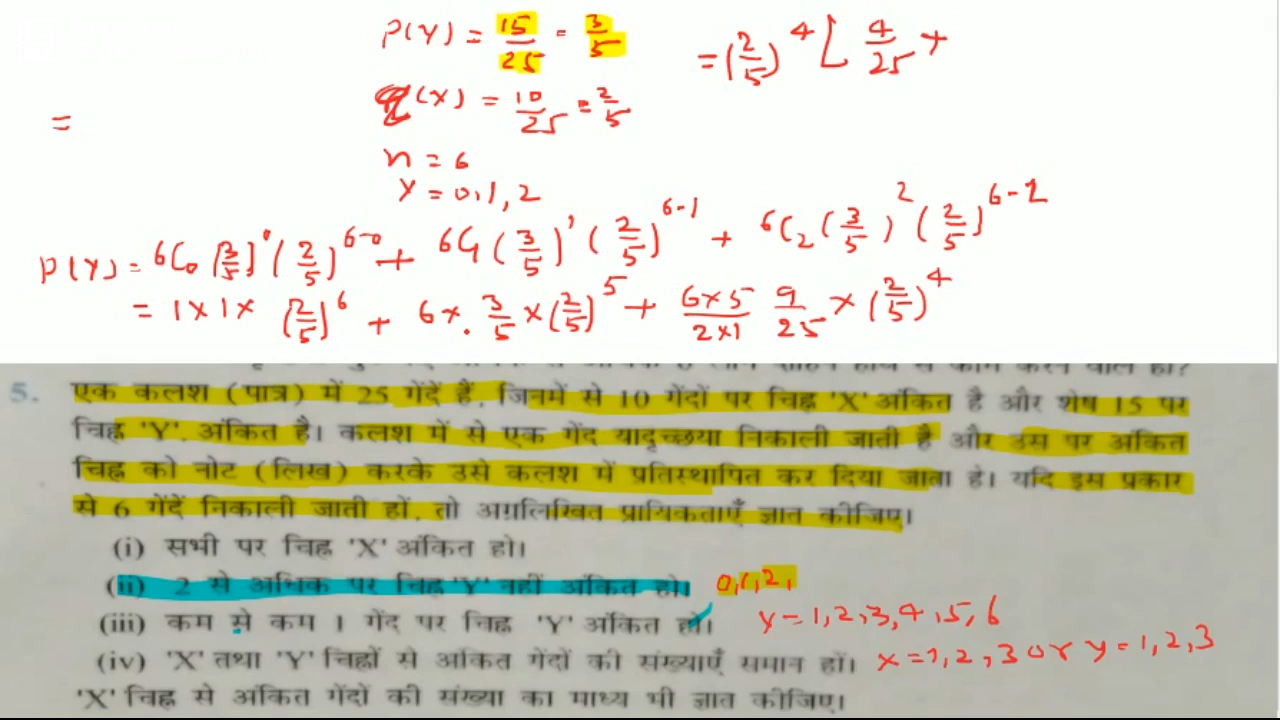 P(Y) = 15/25 = 3/5
= (2/5)^4 [ 4/25 +
q(X) = 10/25 = 2/5
=
n = 6
Y = 0,1,2
P(Y) = 6C0 (3/5)^0 (2/5)^6-0 + 6C1 (3/5)^1 (2/5)^6-1 + 6C2 (3/5)^2 (2/5)^6-2
= 1×1× (2/5)^6 + 6×. 3/5 ×(2/5)^5 + 6×5/2×1 9/25 × (2/5)^4
5. एक कलश (पात्र) में 25 गेंदें हैं, जिनमें से 10 गेंदों पर चिह्न 'X' अंकित है और शेष 15 पर
चिह्न 'Y' अंकित है। कलश में से एक गेंद यादृच्छया निकाली जाती है और उस पर अंकित
चिह्न को नोट (लिख) करके उसे कलश में प्रतिस्थापित कर दिया जाता हे। यदि इस प्रकार
से 6 गेंदें निकाली जाती हों, तो अग्रलिखित प्रायिकताएँ ज्ञात कीजिए।
(i) सभी पर चिह्न 'X' अंकित हो।
(ii) 2 से अधिक पर चिह्न 'Y' नहीं अंकित हो। 0,1,2,
(iii) कम से कम 1 गेंद पर चिह्न 'Y' अंकित हो। Y=1,2,3,4,5,6
(iv) 'X' तथा 'Y' चिह्नों से अंकित गेंदों की संख्याएँ समान हों। x=1,2,3 or y=1,2,3
'X' चिह्न से अंकित गेंदों की संख्या का माध्य भी ज्ञात कीजिए।